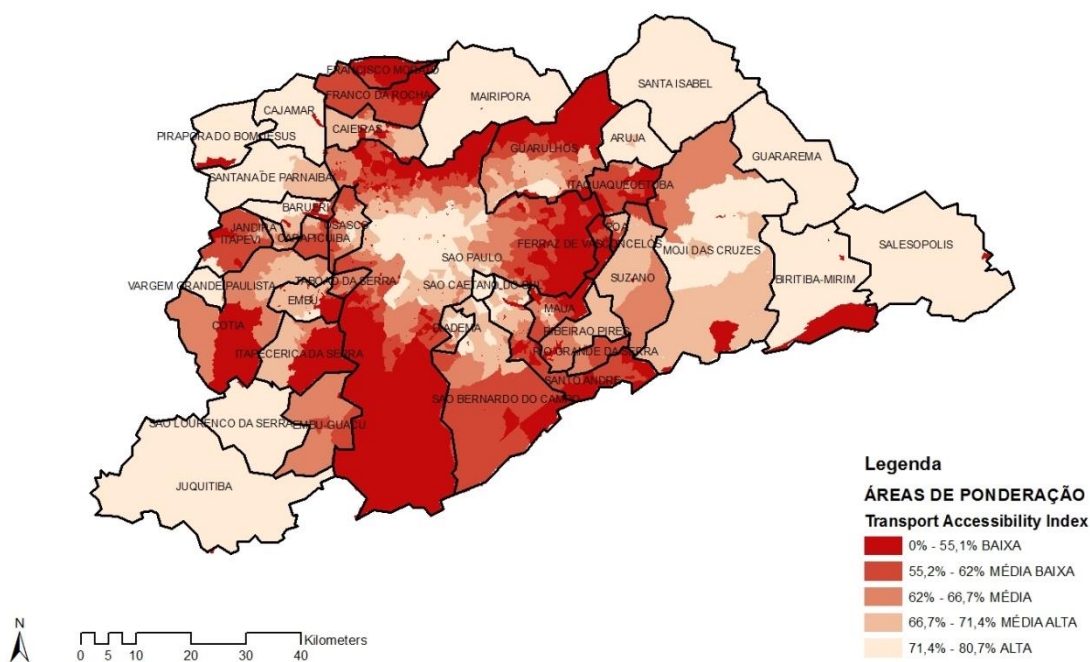 FRANCISCO MORATO
FRANCO DA ROCHA
MAIRIPORA
SANTA ISABEL
CAJAMAR
CAIEIRAS
PIRAPORA DO BOM JESUS
GUARULHOS
ARUJA
GUARAREMA
SANTANA DE PARNAIBA
ITAQUAQUECETUBA
BARUERI
JANDIRA
OSASCO
POA
ITAPEVI
CARAPICUIBA
FERRAZ DE VASCONCELOS
MOJI DAS CRUZES
SALESOPOLIS
SAO PAULO
SUZANO
VARGEM GRANDE PAULISTA
TABOAO DA SERRA
SAO CAETANO DO SUL
BIRITIBA-MIRIM
EMBU
MAUA
COTIA
DIADEMA
RIBEIRAO PIRES
ITAPECERICA DA SERRA
RIO GRANDE DA SERRA
SANTO ANDRE
SAO BERNARDO DO CAMPO
SAO LOURENCO DA SERRA
EMBU-GUACU
JUQUITIBA
Legenda
ÁREAS DE PONDERAÇÃO
Transport Accessibility Index
0% - 55,1% BAIXA
55,2% - 62% MÉDIA BAIXA
62% - 66,7% MÉDIA
66,7% - 71,4% MÉDIA ALTA
71,4% - 80,7% ALTA
N
Kilometers
0 5 10 20 30 40